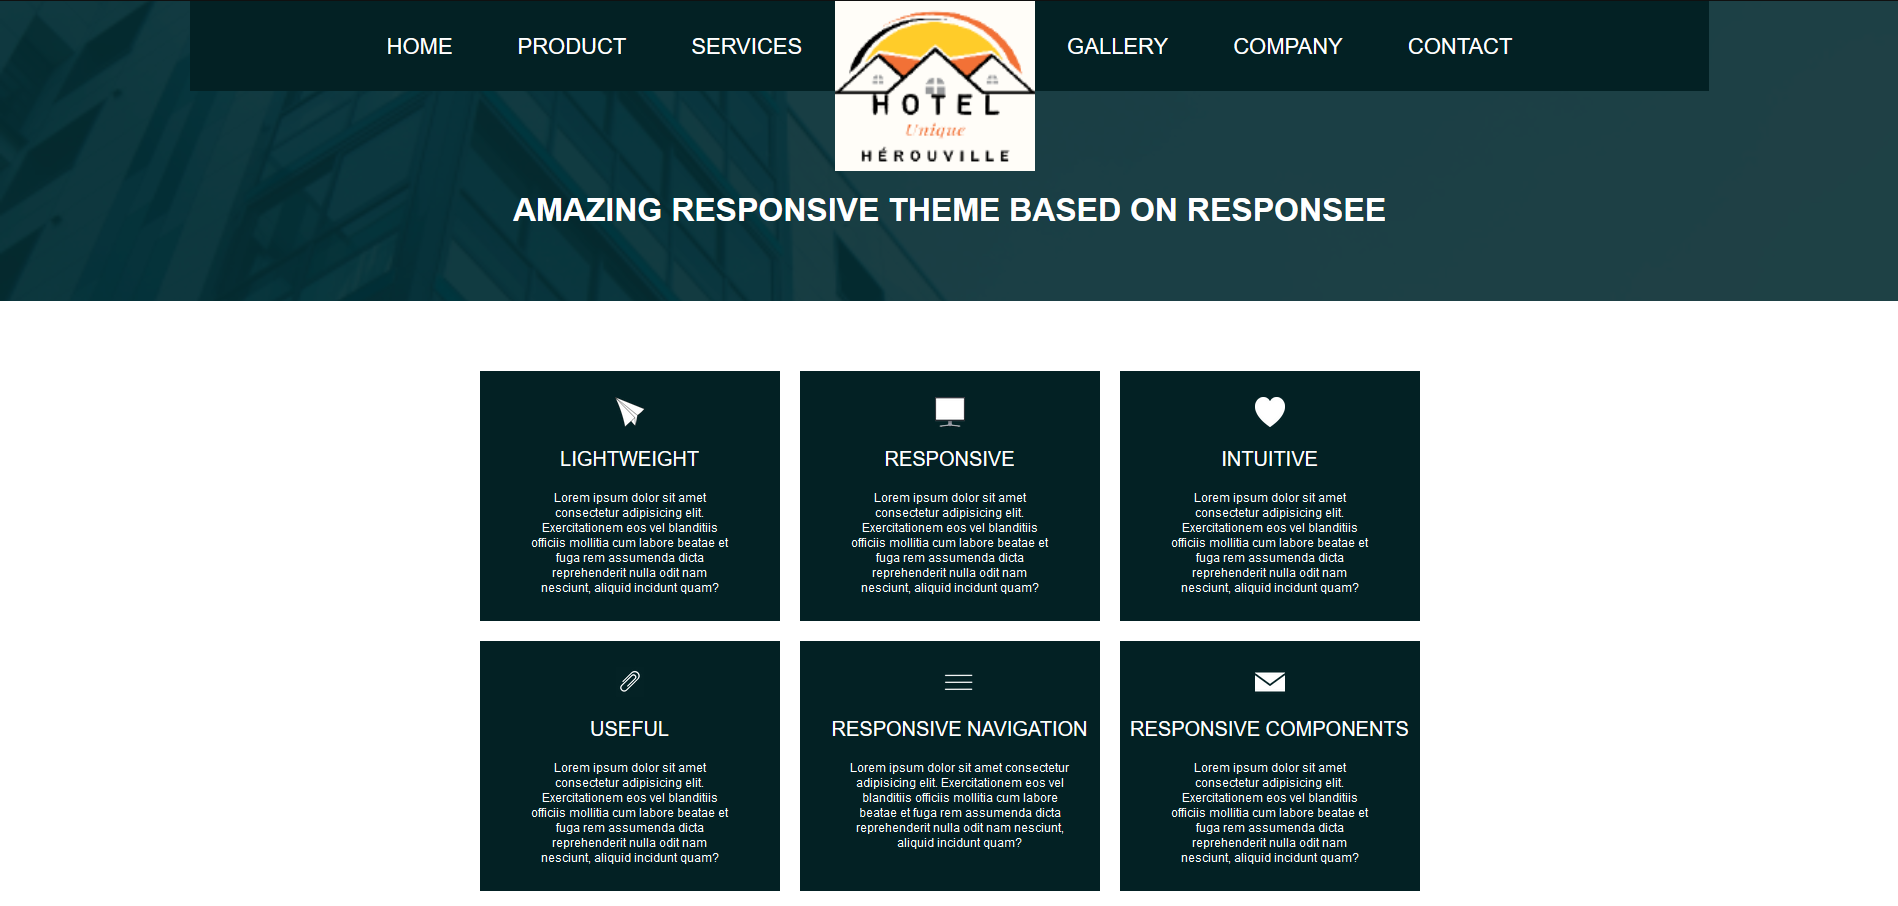 HOME PRODUCT SERVICES GALLERY COMPANY CONTACT
HOTEL
Unique
HÉROUVILLE
AMAZING RESPONSIVE THEME BASED ON RESPONSEE
LIGHTWEIGHT
Lorem ipsum dolor sit amet
consectetur adipisicing elit.
Exercitationem eos vel blanditiis
officiis mollitia cum labore beatae et
fuga rem assumenda dicta
reprehenderit nulla odit nam
nesciunt, aliquid incidunt quam?
RESPONSIVE
Lorem ipsum dolor sit amet
consectetur adipisicing elit.
Exercitationem eos vel blanditiis
officiis mollitia cum labore beatae et
fuga rem assumenda dicta
reprehenderit nulla odit nam
nesciunt, aliquid incidunt quam?
INTUITIVE
Lorem ipsum dolor sit amet
consectetur adipisicing elit.
Exercitationem eos vel blanditiis
officiis mollitia cum labore beatae et
fuga rem assumenda dicta
reprehenderit nulla odit nam
nesciunt, aliquid incidunt quam?
USEFUL
Lorem ipsum dolor sit amet
consectetur adipisicing elit.
Exercitationem eos vel blanditiis
officiis mollitia cum labore beatae et
fuga rem assumenda dicta
reprehenderit nulla odit nam
nesciunt, aliquid incidunt quam?
RESPONSIVE NAVIGATION
Lorem ipsum dolor sit amet consectetur
adipisicing elit. Exercitationem eos vel
blanditiis officiis mollitia cum labore
beatae et fuga rem assumenda dicta
reprehenderit nulla odit nam nesciunt,
aliquid incidunt quam?
RESPONSIVE COMPONENTS
Lorem ipsum dolor sit amet
consectetur adipisicing elit.
Exercitationem eos vel blanditiis
officiis mollitia cum labore beatae et
fuga rem assumenda dicta
reprehenderit nulla odit nam
nesciunt, aliquid incidunt quam?